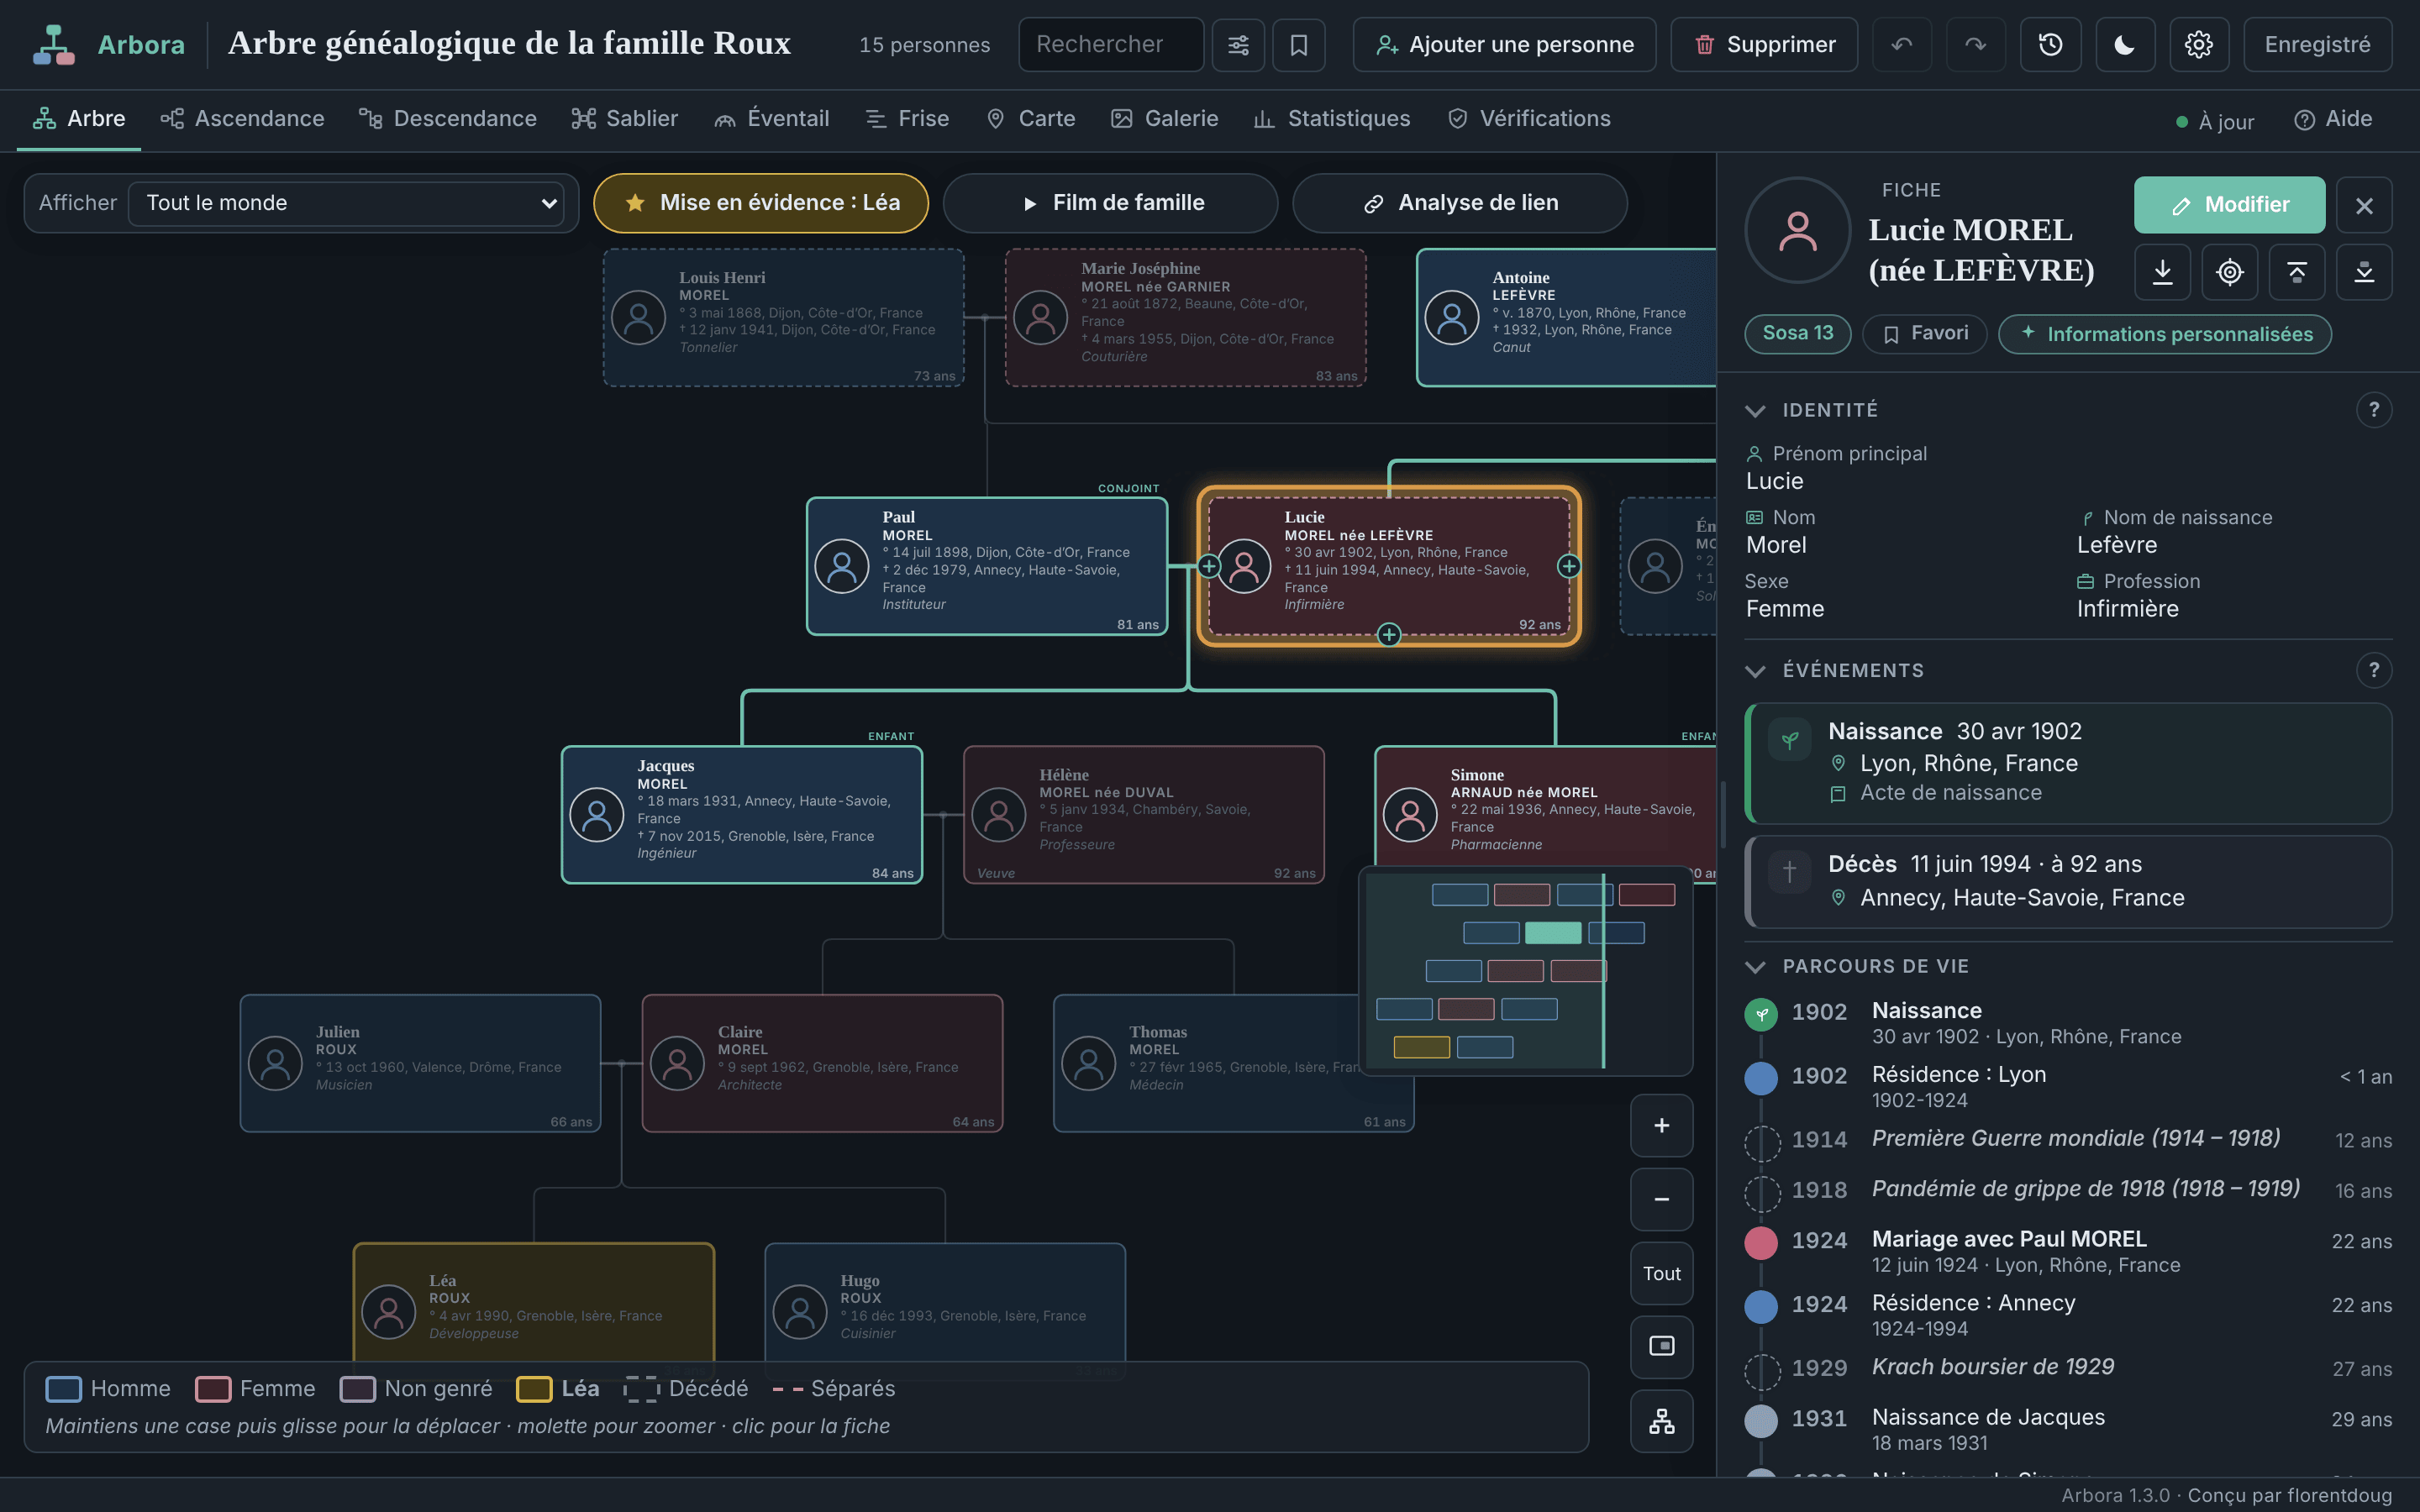 Arbora
Arbre généalogique de la famille Roux
15 personnes
Rechercher
Ajouter une personne
Supprimer
Enregistré
Arbre
Ascendance
Descendance
Sablier
Éventail
Frise
Carte
Galerie
Statistiques
Vérifications
À jour
Aide
Afficher
Tout le monde
Mise en évidence : Léa
Film de famille
Analyse de lien
Louis Henri
MOREL
° 3 mai 1868, Dijon, Côte-d'Or, France
† 12 janv 1941, Dijon, Côte-d'Or, France
Tonnelier
73 ans
Marie Joséphine
MOREL née GARNIER
° 21 août 1872, Beaune, Côte-d'Or,
France
† 4 mars 1955, Dijon, Côte-d'Or, France
Couturière
83 ans
Antoine
LEFÈVRE
° v. 1870, Lyon, Rhône, France
† 1932, Lyon, Rhône, France
Canut
CONJOINT
Paul
MOREL
° 14 juil 1898, Dijon, Côte-d'Or, France
† 2 déc 1979, Annecy, Haute-Savoie,
France
Instituteur
81 ans
Lucie
MOREL née LEFÈVRE
° 30 avr 1902, Lyon, Rhône, France
† 11 juin 1994, Annecy, Haute-Savoie,
France
Infirmière
92 ans
ENFANT
Jacques
MOREL
° 18 mars 1931, Annecy, Haute-Savoie,
France
† 7 nov 2015, Grenoble, Isère, France
Ingénieur
84 ans
Hélène
MOREL née DUVAL
° 5 janv 1934, Chambéry, Savoie,
France
Professeure
Veuve
92 ans
Simone
ARNAUD née MOREL
° 22 mai 1936, Annecy, Haute-Savoie,
France
Pharmacienne
Julien
ROUX
° 13 oct 1960, Valence, Drôme, France
Musicien
66 ans
Claire
MOREL
° 9 sept 1962, Grenoble, Isère, France
Architecte
64 ans
Thomas
MOREL
° 27 févr 1965, Grenoble, Isère,
Médecin
61 ans
Léa
ROUX
° 4 avr 1990, Grenoble, Isère, France
Développeuse
Hugo
ROUX
° 16 déc 1993, Grenoble, Isère, France
Cuisinier
+
−
Tout
Homme
Femme
Non genré
Léa
Décédé
Séparés
Maintiens une case puis glisse pour la déplacer · molette pour zoomer · clic pour la fiche
FICHE
Lucie MOREL
(née LEFÈVRE)
Modifier
Sosa 13
Favori
Informations personnalisées
IDENTITÉ
?
Prénom principal
Lucie
Nom
Morel
Nom de naissance
Lefèvre
Sexe
Femme
Profession
Infirmière
ÉVÉNEMENTS
?
Naissance 30 avr 1902
Lyon, Rhône, France
Acte de naissance
Décès 11 juin 1994 · à 92 ans
Annecy, Haute-Savoie, France
PARCOURS DE VIE
1902 Naissance
30 avr 1902 · Lyon, Rhône, France
1902 Résidence : Lyon < 1 an
1902-1924
1914 Première Guerre mondiale (1914 – 1918) 12 ans
1918 Pandémie de grippe de 1918 (1918 – 1919) 16 ans
1924 Mariage avec Paul MOREL 22 ans
12 juin 1924 · Lyon, Rhône, France
1924 Résidence : Annecy 22 ans
1924-1994
1929 Krach boursier de 1929 27 ans
1931 Naissance de Jacques 29 ans
18 mars 1931
Arbora 1.3.0 · Conçu par florentdoug